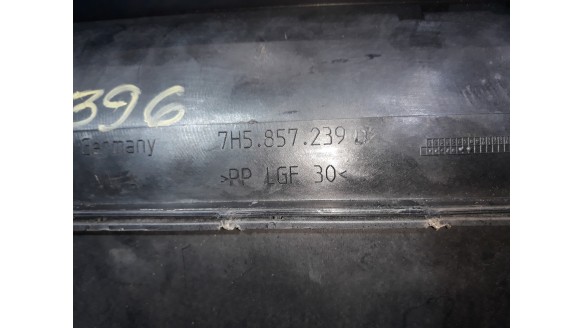 396
Germany
7H5.857.239
>PP LGF 30<